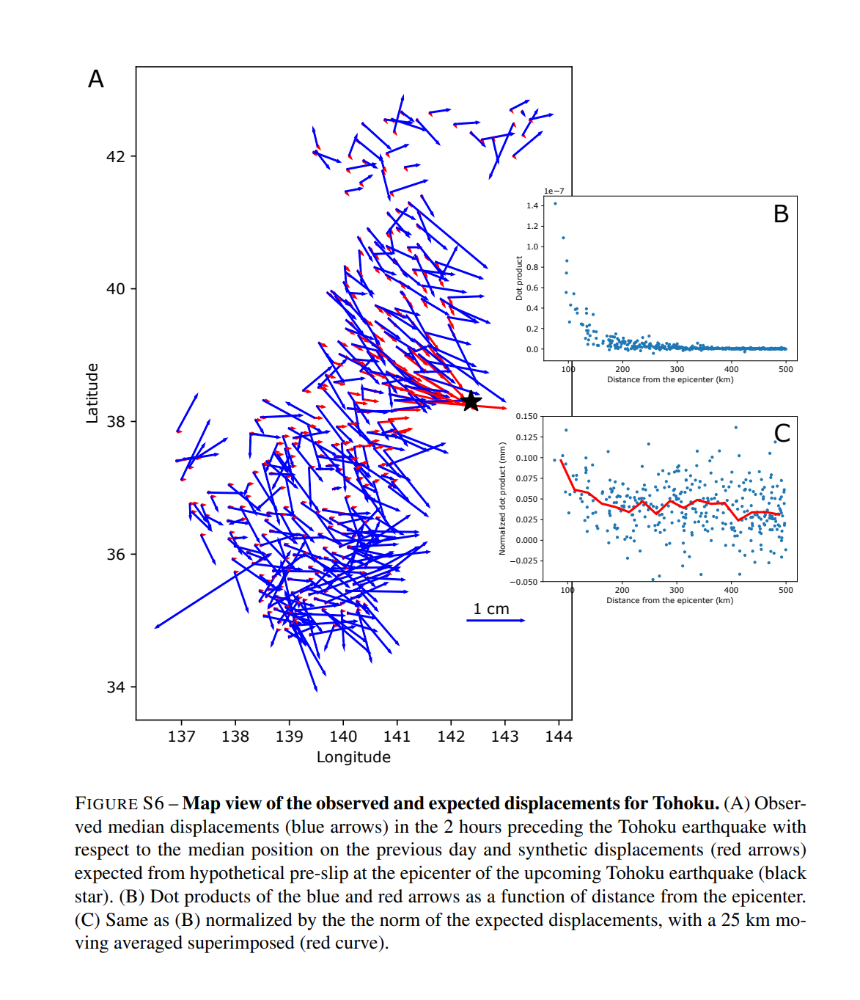 A
42
40
38
36
34
Latitude
137 138 139 140 141 142 143 144
Longitude
1 cm
1e−7
B
1.4
1.2
1.0
0.8
0.6
0.4
0.2
0.0
Dot product
100 200 300 400 500
Distance from the epicenter (km)
C
0.150
0.125
0.100
0.075
0.050
0.025
0.000
−0.025
−0.050
Normalized dot product (mm)
100 200 300 400 500
Distance from the epicenter (km)
FIGURE S6 – Map view of the observed and expected displacements for Tohoku. (A) Obser-
ved median displacements (blue arrows) in the 2 hours preceding the Tohoku earthquake with
respect to the median position on the previous day and synthetic displacements (red arrows)
expected from hypothetical pre-slip at the epicenter of the upcoming Tohoku earthquake (black
star). (B) Dot products of the blue and red arrows as a function of distance from the epicenter.
(C) Same as (B) normalized by the the norm of the expected displacements, with a 25 km mo-
ving averaged superimposed (red curve).